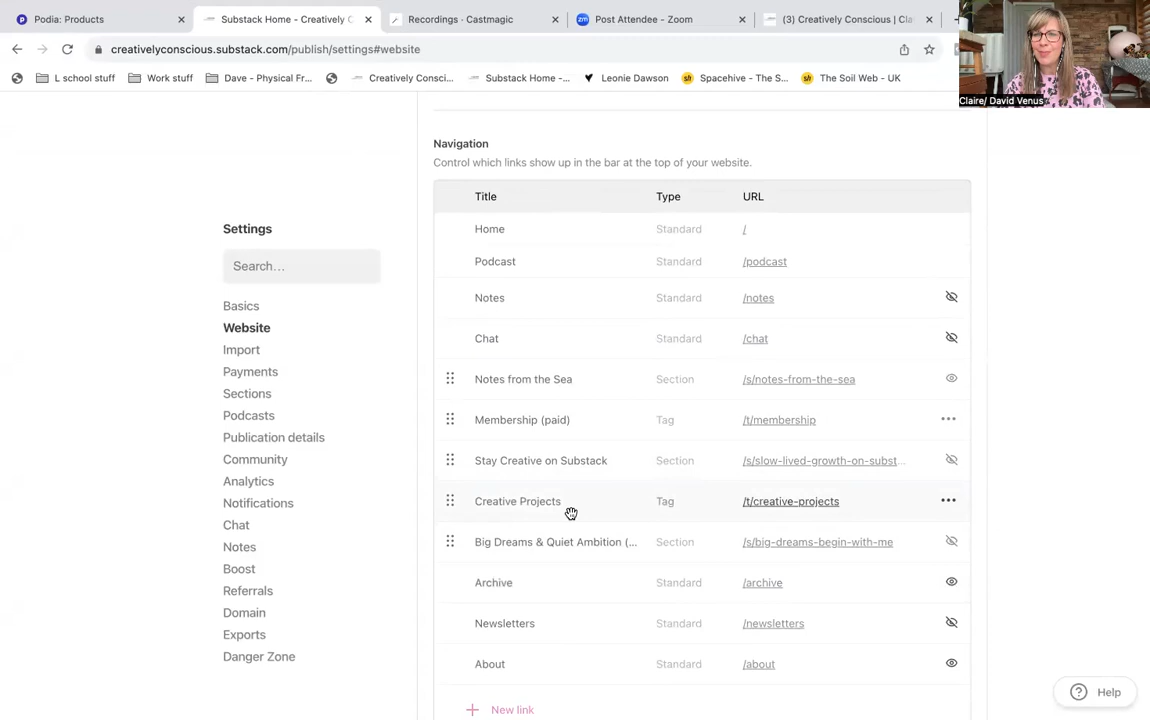 Podia: Products
Substack Home - Creatively C
Recordings - Castmagic
Post Attendee - Zoom
(3) Creatively Conscious | Cla
creativelyconscious.substack.com/publish/settings#website
L school stuff
Work stuff
Dave - Physical Fr...
Creatively Consci...
Substack Home -...
Leonie Dawson
Spacehive - The S...
The Soil Web - UK
Claire/ David Venus
Navigation
Control which links show up in the bar at the top of your website.
Settings
Search...
Basics
Website
Import
Payments
Sections
Podcasts
Publication details
Community
Analytics
Notifications
Chat
Notes
Boost
Referrals
Domain
Exports
Danger Zone
Title Type URL
Home Standard /
Podcast Standard /podcast
Notes Standard /notes
Chat Standard /chat
Notes from the Sea Section /s/notes-from-the-sea
Membership (paid) Tag /t/membership
Stay Creative on Substack Section /s/slow-lived-growth-on-subst...
Creative Projects Tag /t/creative-projects
Big Dreams & Quiet Ambition (... Section /s/big-dreams-begin-with-me
Archive Standard /archive
Newsletters Standard /newsletters
About Standard /about
New link
Help